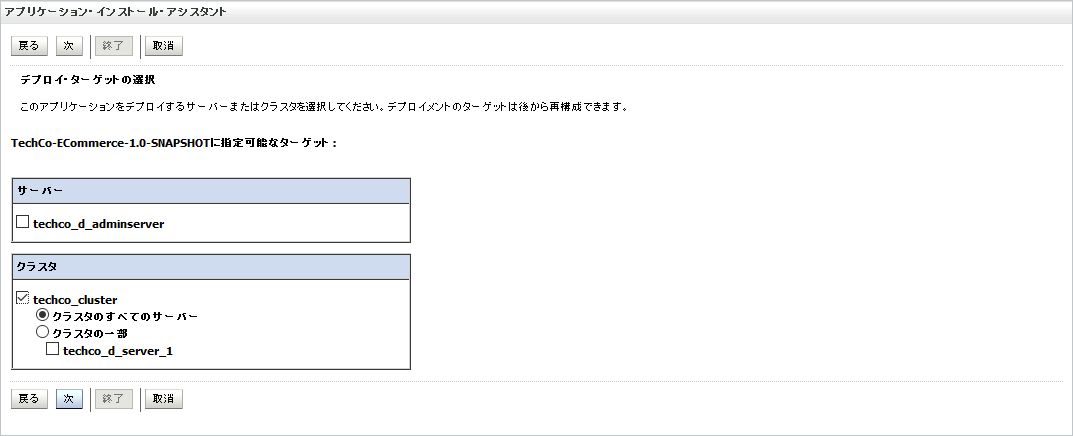 アプリケーション・インストール・アシスタント
戻る 次 終了 取消
デプロイ・ターゲットの選択
このアプリケーションをデプロイするサーバーまたはクラスタを選択してください。デプロイメントのターゲットは後から再構成できます。
TechCo-ECommerce-1.0-SNAPSHOTに指定可能なターゲット :
サーバー
techco_d_adminserver
クラスタ
techco_cluster
クラスタのすべてのサーバー
クラスタの一部
techco_d_server_1
戻る 次 終了 取消